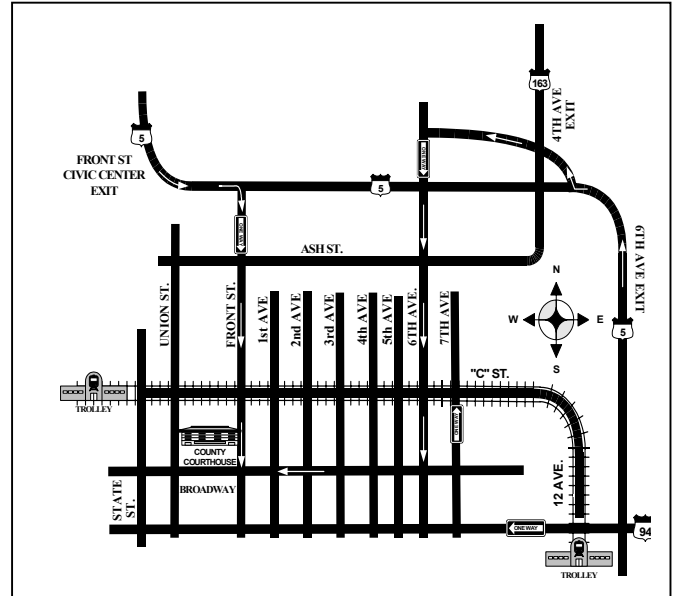 163
4TH AVE
EXIT
5
FRONT ST
CIVIC CENTER
EXIT
ONE WAY
5
ONE WAY
ASH ST.
6TH AVE EXIT
N
W
E
S
5
UNION ST.
FRONT ST.
1st AVE
2nd AVE
3rd AVE
4th AVE
5th AVE
6TH AVE.
7TH AVE
"C" ST.
TROLLEY
COUNTY
COURTHOUSE
BROADWAY
STATE
ST.
12 AVE.
ONE WAY
94
TROLLEY